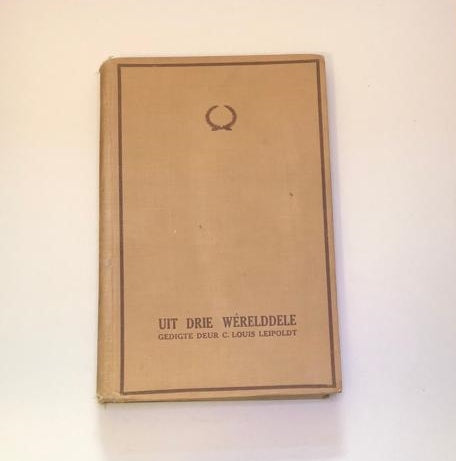 UIT DRIE WÊRELDDELE
GEDIGTE DEUR C. LOUIS LEIPOLDT